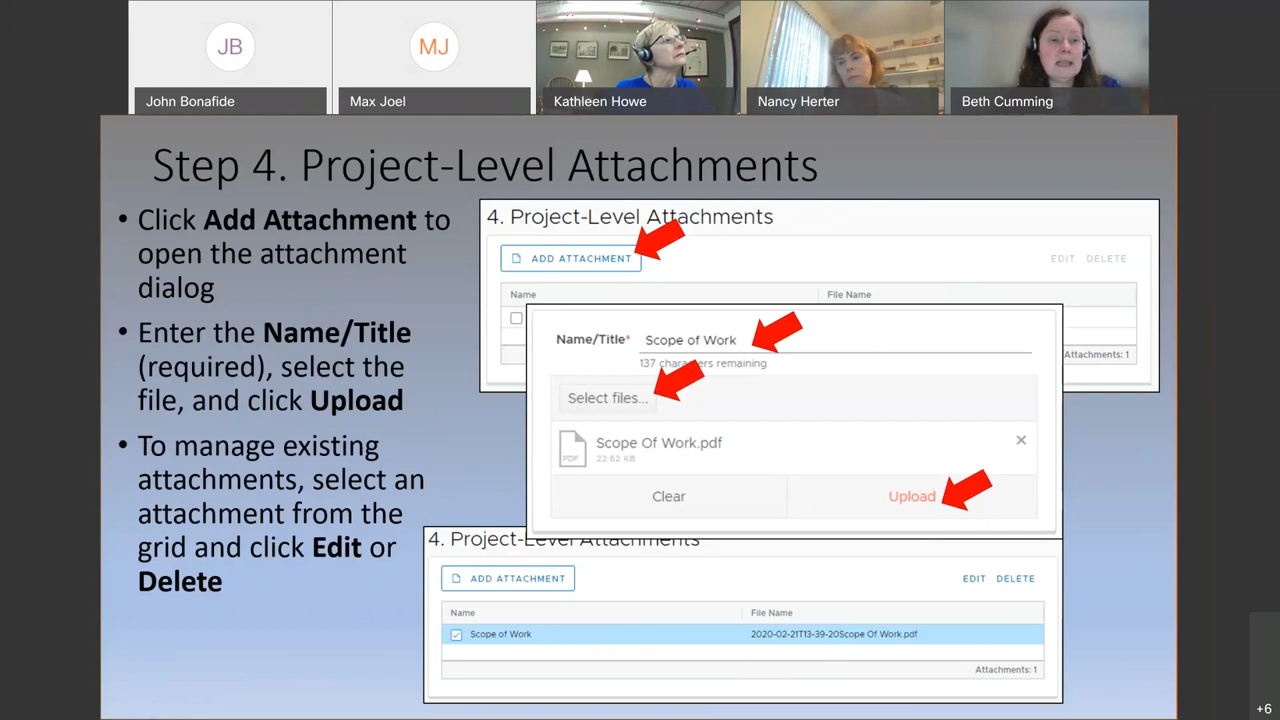 JB
MJ
John Bonafide
Max Joel
Kathleen Howe
Nancy Herter
Beth Cumming
Step 4. Project-Level Attachments
• Click Add Attachment to
open the attachment
dialog
• Enter the Name/Title
(required), select the
file, and click Upload
• To manage existing
attachments, select an
attachment from the
grid and click Edit or
Delete
4. Project-Level Attachments
ADD ATTACHMENT
EDIT DELETE
Name File Name
Attachments: 1
Name/Title* Scope of Work
137 characters remaining
Select files...
PDF
Scope Of Work.pdf
22.62 KB
Clear Upload
4. Project-Level Attachments
ADD ATTACHMENT
EDIT DELETE
Name File Name
Scope of Work 2020-02-21T13-39-20Scope Of Work.pdf
Attachments: 1
+6